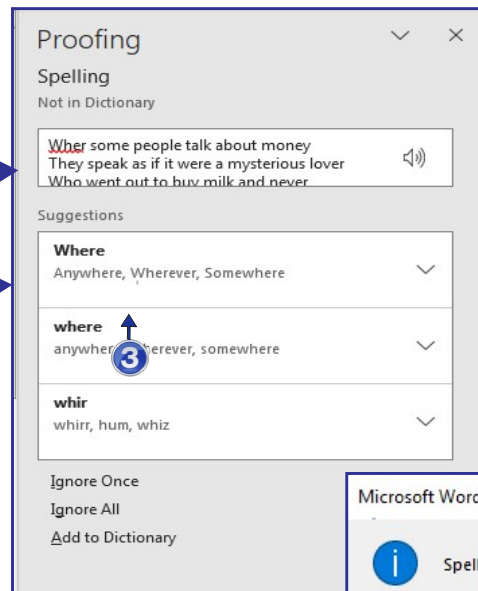 Proofing
Spelling
Not in Dictionary
Wher some people talk about money
They speak as if it were a mysterious lover
Who went out to buy milk and never
Suggestions
Where
Anywhere, Wherever, Somewhere
where
3
somewhere
whir
whirr, hum, whiz
Ignore Once
Ignore All
Add to Dictionary
Microsoft Word